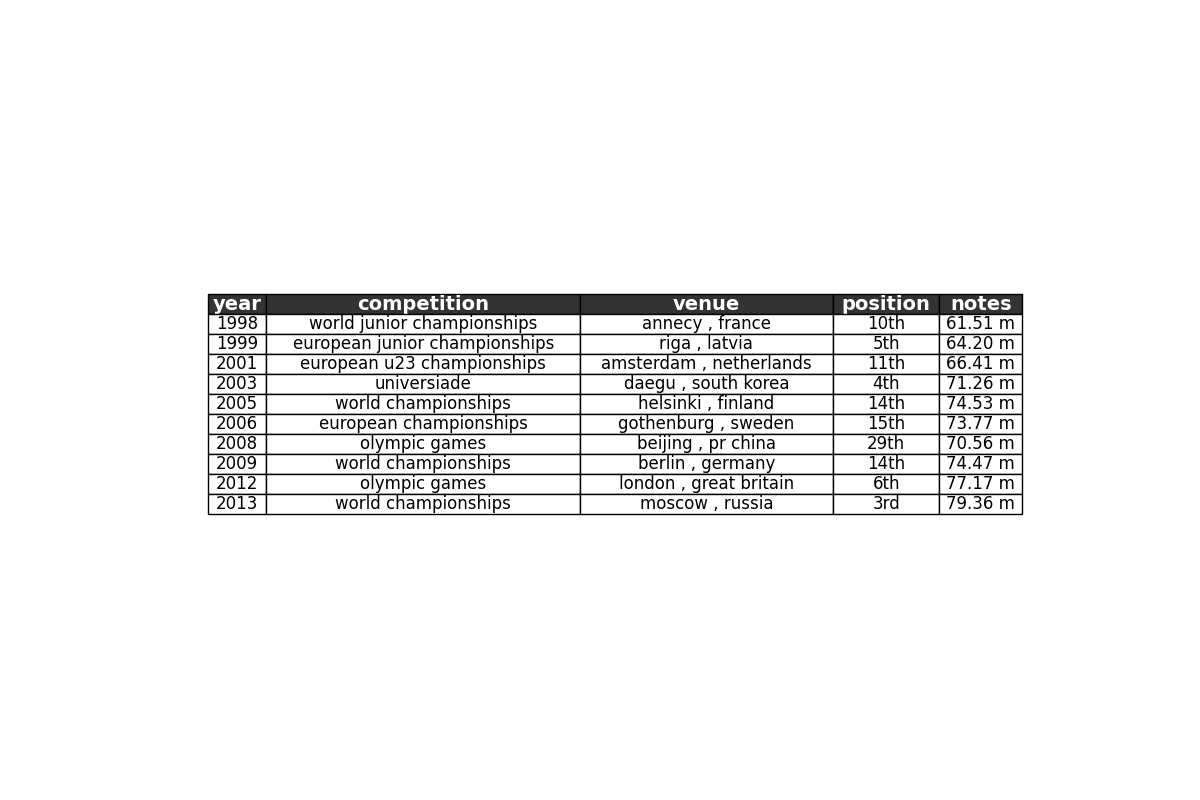 year competition venue position notes
1998 world junior championships annecy , france 10th 61.51 m
1999 european junior championships riga , latvia 5th 64.20 m
2001 european u23 championships amsterdam , netherlands 11th 66.41 m
2003 universiade daegu , south korea 4th 71.26 m
2005 world championships helsinki , finland 14th 74.53 m
2006 european championships gothenburg , sweden 15th 73.77 m
2008 olympic games beijing , pr china 29th 70.56 m
2009 world championships berlin , germany 14th 74.47 m
2012 olympic games london , great britain 6th 77.17 m
2013 world championships moscow , russia 3rd 79.36 m